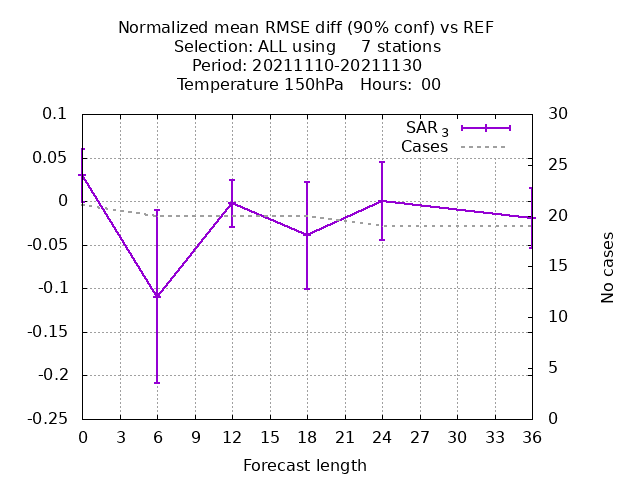 Normalized mean RMSE diff (90% conf) vs REF
Selection: ALL using 7 stations
Period: 20211110-20211130
Temperature 150hPa Hours: 00
0.1
0.05
0
-0.05
-0.1
-0.15
-0.2
-0.25
SAR 3
Cases
30
25
20
15
10
5
0
No cases
0 3 6 9 12 15 18 21 24 27 30 33 36
Forecast length